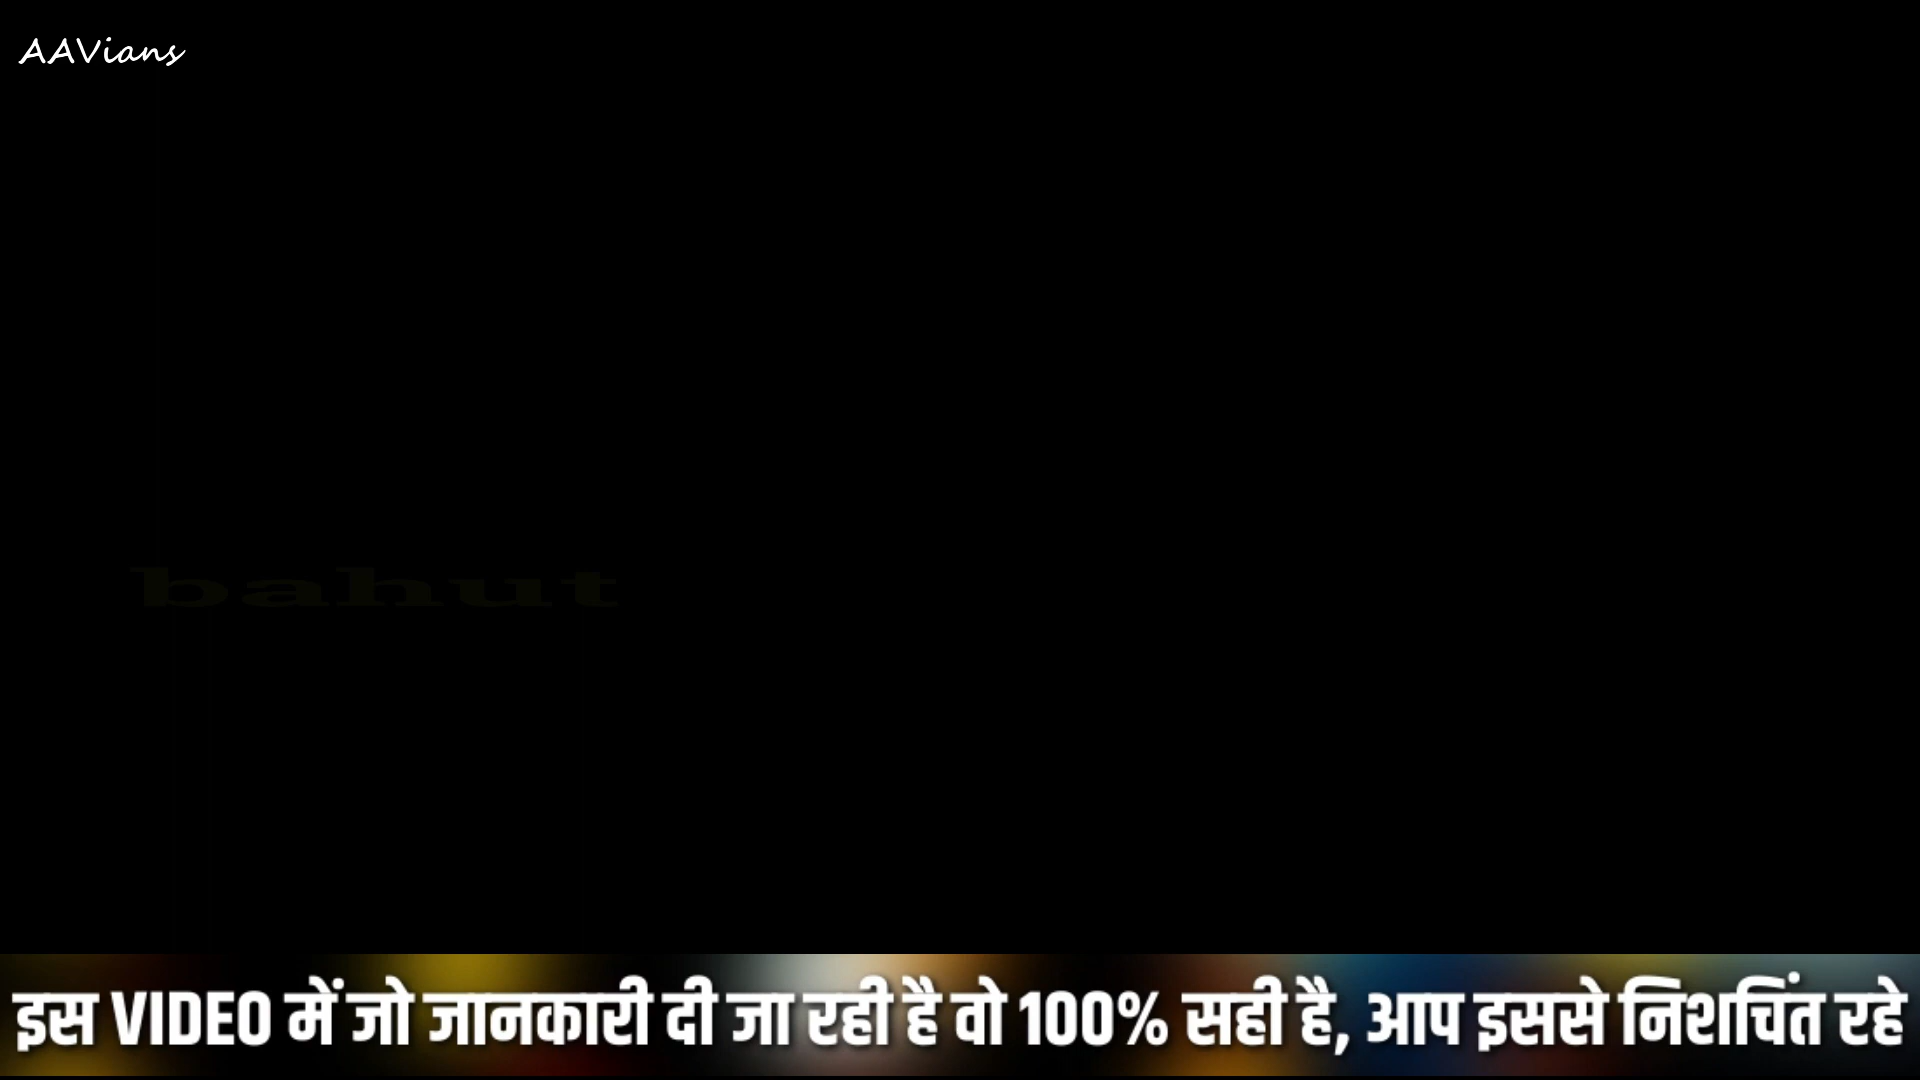 AAVians
bahut
इस VIDEO में जो जानकारी दी जा रही है वो 100% सही है, आप इससे निशचिंत रहे